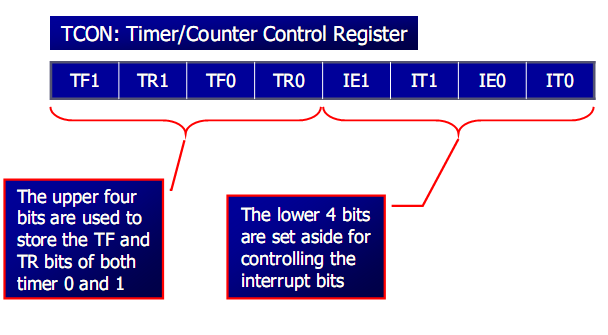 TCON: Timer/Counter Control Register
TF1 TR1 TF0 TR0 IE1 IT1 IE0 IT0
The upper four
bits are used to
store the TF and
TR bits of both
timer 0 and 1
The lower 4 bits
are set aside for
controlling the
interrupt bits